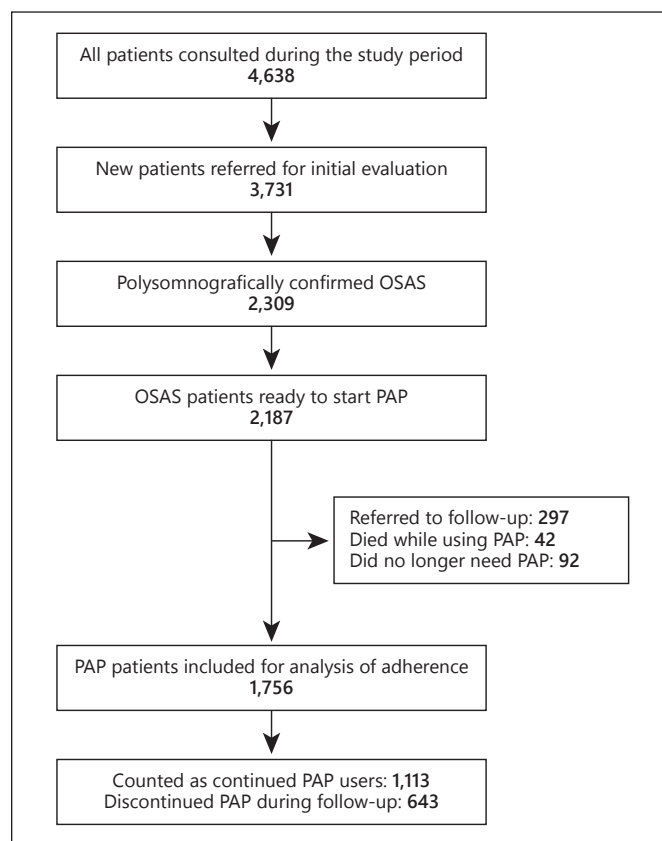 All patients consulted during the study period
4,638
New patients referred for initial evaluation
3,731
Polysomnografically confirmed OSAS
2,309
OSAS patients ready to start PAP
2,187
Referred to follow-up: 297
Died while using PAP: 42
Did no longer need PAP: 92
PAP patients included for analysis of adherence
1,756
Counted as continued PAP users: 1,113
Discontinued PAP during follow-up: 643